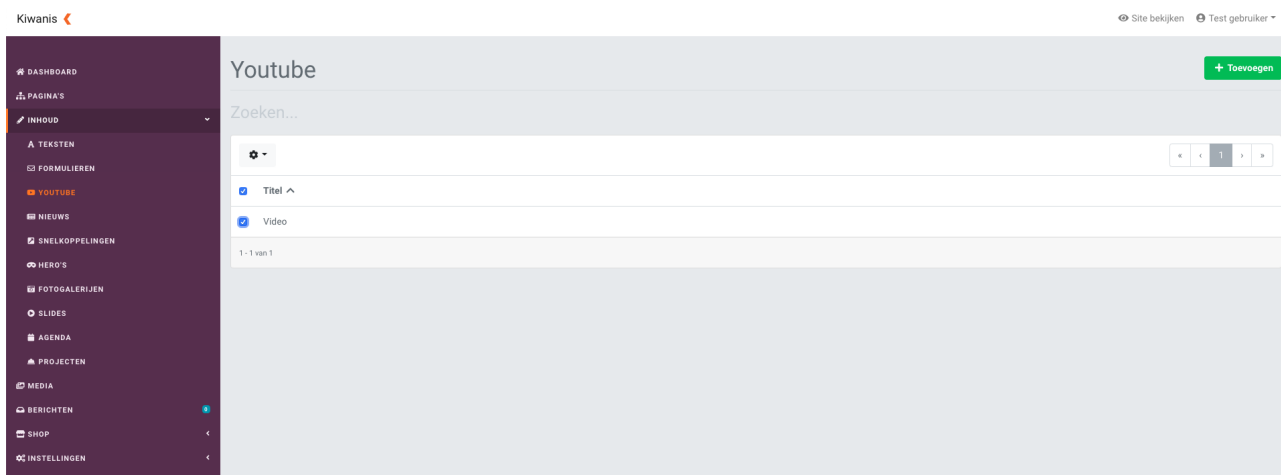 Kiwanis
Site bekijken
Test gebruiker
DASHBOARD
PAGINA'S
INHOUD
TEKSTEN
FORMULIEREN
YOUTUBE
NIEUWS
SNELKOPPELINGEN
HERO'S
FOTOGALERIJEN
SLIDES
AGENDA
PROJECTEN
MEDIA
BERICHTEN 0
SHOP
INSTELLINGEN
Youtube
+ Toevoegen
Zoeken...
« ‹ 1 › »
Titel
Video
1 - 1 van 1